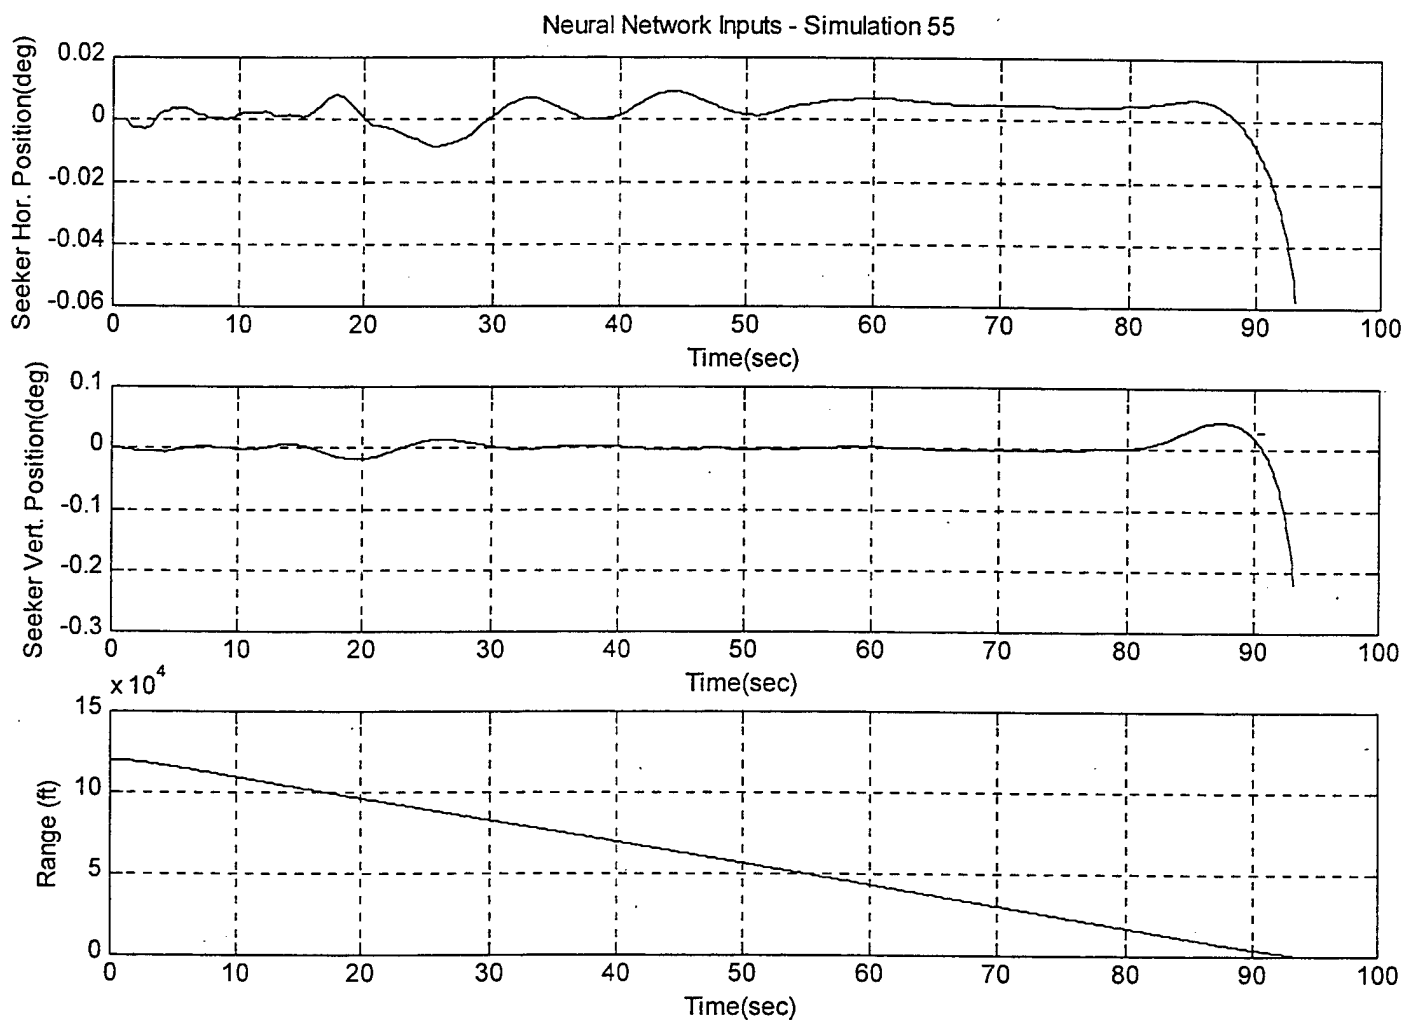 Neural Network Inputs - Simulation 55
Seeker Hor. Position(deg)
0.02
0
-0.02
-0.04
-0.06
0 10 20 30 40 50 60 70 80 90 100
Time(sec)
Seeker Vert. Position(deg)
0.1
0
-0.1
-0.2
-0.3
0 10 20 30 40 50 60 70 80 90 100
Time(sec)
x 10^4
Range (ft)
15
10
5
0
0 10 20 30 40 50 60 70 80 90 100
Time(sec)